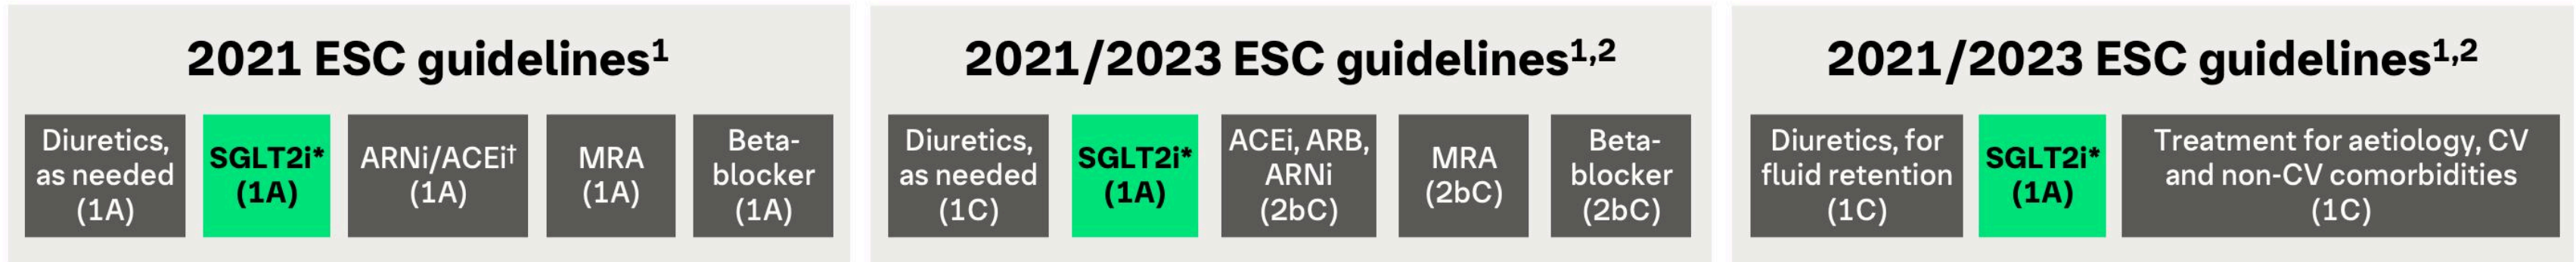 2021 ESC guidelines¹
Diuretics,
as needed
(1A)
SGLT2i*
(1A)
ARNi/ACEi†
(1A)
MRA
(1A)
Beta-
blocker
(1A)
2021/2023 ESC guidelines¹,²
Diuretics,
as needed
(1C)
SGLT2i*
(1A)
ACEi, ARB,
ARNi
(2bC)
MRA
(2bC)
Beta-
blocker
(2bC)
2021/2023 ESC guidelines¹,²
Diuretics, for
fluid retention
(1C)
SGLT2i*
(1A)
Treatment for aetiology, CV
and non-CV comorbidities
(1C)